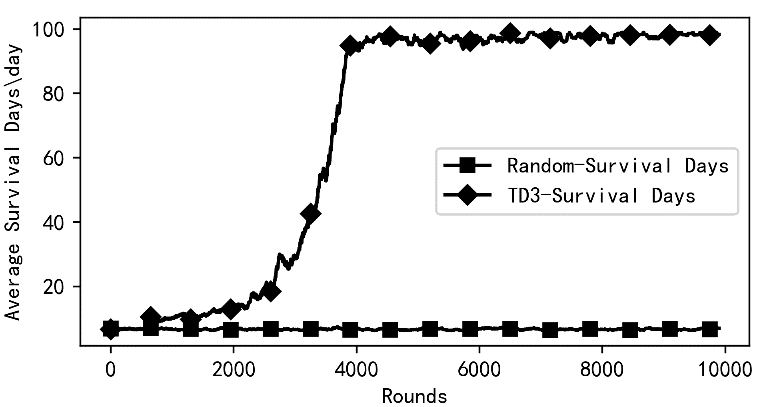 100
80
60
40
20
Average Survival Days\day
Random-Survival Days
TD3-Survival Days
0 2000 4000 6000 8000 10000
Rounds